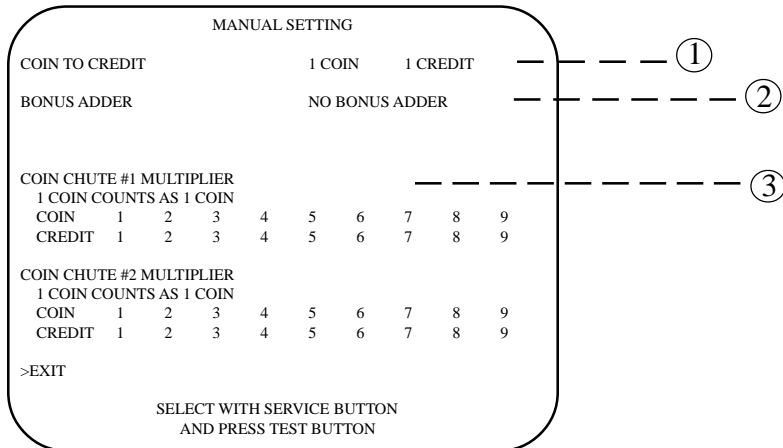 MANUAL SETTING
COIN TO CREDIT 1 COIN 1 CREDIT ①
BONUS ADDER NO BONUS ADDER ②
COIN CHUTE #1 MULTIPLIER ③
1 COIN COUNTS AS 1 COIN
COIN 1 2 3 4 5 6 7 8 9
CREDIT 1 2 3 4 5 6 7 8 9
COIN CHUTE #2 MULTIPLIER
1 COIN COUNTS AS 1 COIN
COIN 1 2 3 4 5 6 7 8 9
CREDIT 1 2 3 4 5 6 7 8 9
>EXIT
SELECT WITH SERVICE BUTTON
AND PRESS TEST BUTTON